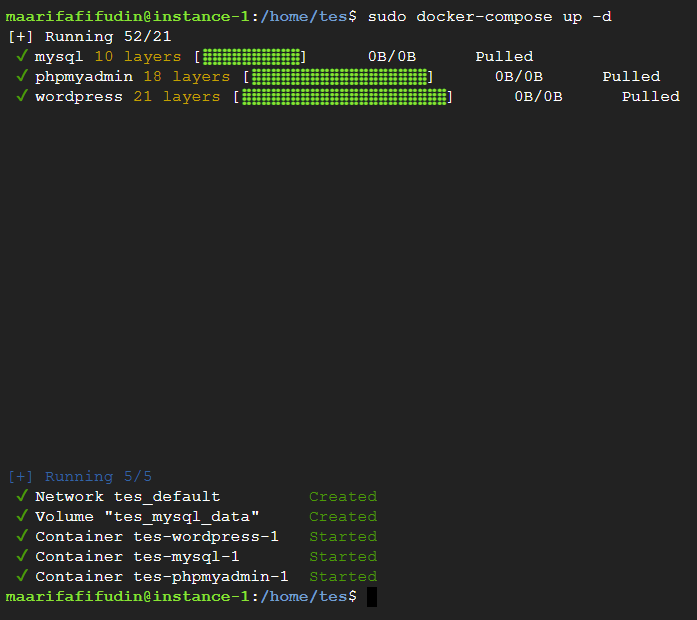 maarifafifudin@instance-1:/home/tes$ sudo docker-compose up -d
[+] Running 52/21
✓ mysql 10 layers [⣿⣿⣿⣿⣿⣿⣿⣿⣿⣿] 0B/0B Pulled
✓ phpmyadmin 18 layers [⣿⣿⣿⣿⣿⣿⣿⣿⣿⣿⣿⣿⣿⣿⣿⣿⣿⣿] 0B/0B Pulled
✓ wordpress 21 layers [⣿⣿⣿⣿⣿⣿⣿⣿⣿⣿⣿⣿⣿⣿⣿⣿⣿⣿⣿⣿⣿] 0B/0B Pulled
[+] Running 5/5
✓ Network tes_default Created
✓ Volume "tes_mysql_data" Created
✓ Container tes-wordpress-1 Started
✓ Container tes-mysql-1 Started
✓ Container tes-phpmyadmin-1 Started
maarifafifudin@instance-1:/home/tes$